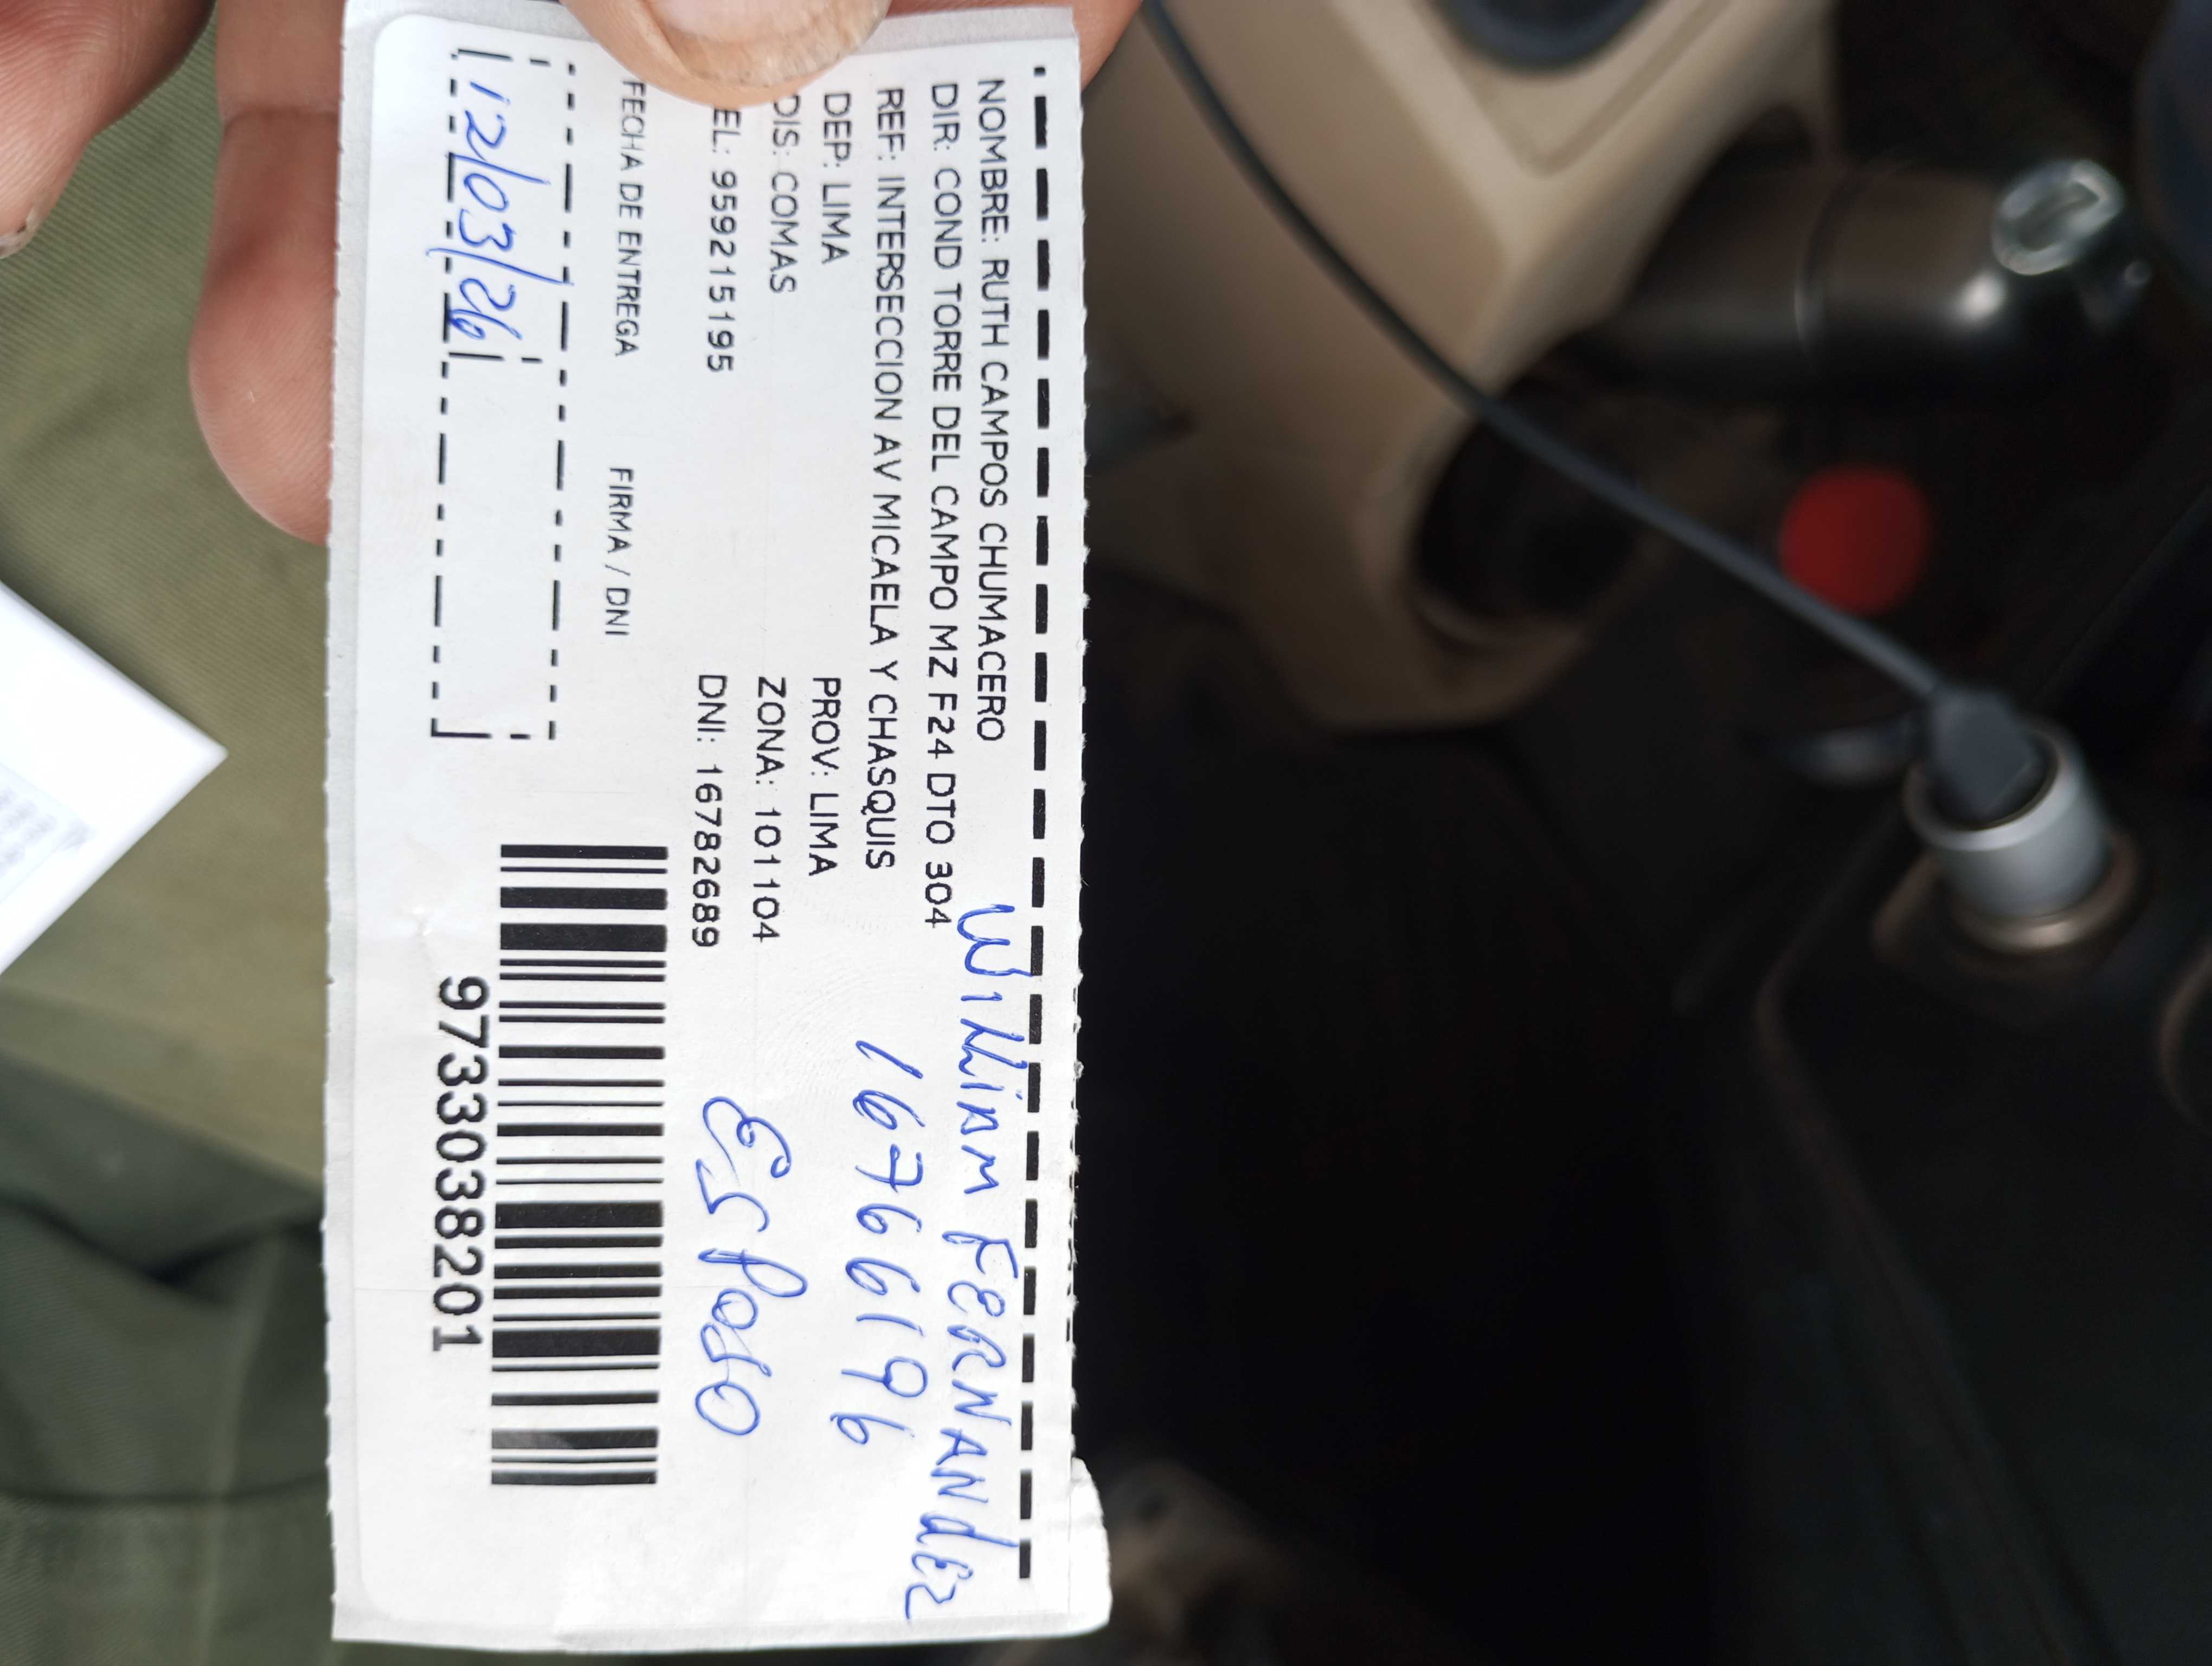 NOMBRE: RUTH CAMPOS CHUMACERO
William FERNANdEZ
DIR: COND TORRE DEL CAMPO MZ F24 DTO 304
REF: INTERSECCION AV MICAELA Y CHASQUIS
16766196
DEP: LIMA PROV: LIMA
DIS: COMAS ZONA: 101104
EL: 959215195 DNI: 16782689
ESPOSO
FECHA DE ENTREGA FIRMA / DNI
12/03/26
97330388201